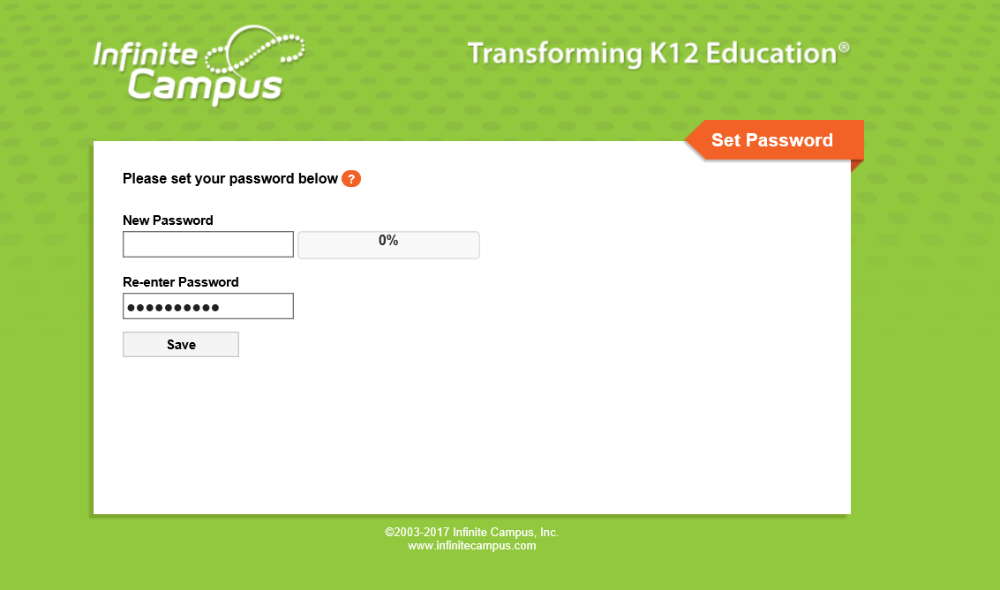 Infinite
Campus
Transforming K12 Education®
Set Password
Please set your password below ?
New Password
0%
Re-enter Password
●●●●●●●●●●
Save
©2003-2017 Infinite Campus, Inc.
www.infinitecampus.com